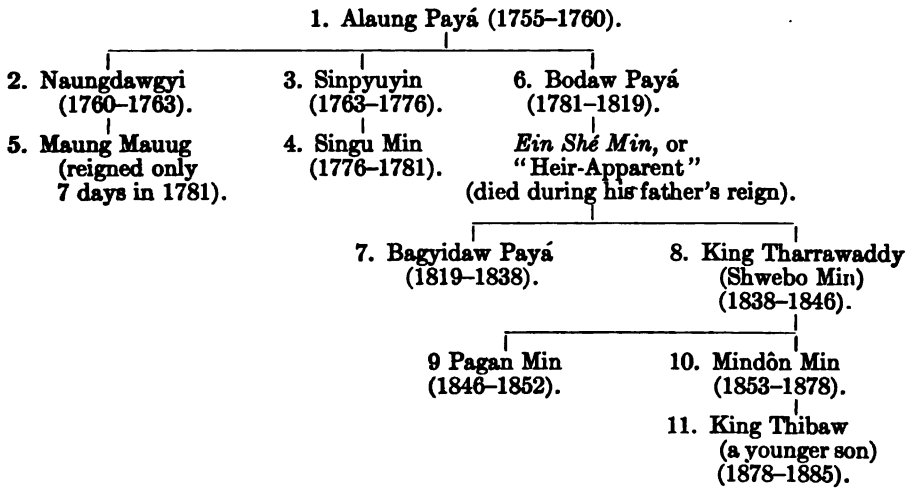 1. Alaung Payá (1755–1760).
2. Naungdawgyi
(1760–1763).
3. Sinpyuyin
(1763–1776).
6. Bodaw Payá
(1781–1819).
5. Maung Mauug
(reigned only
7 days in 1781).
4. Singu Min
(1776–1781).
Ein Shé Min, or
"Heir-Apparent"
(died during his father's reign).
7. Bagyidaw Payá
(1819–1838).
8. King Tharrawaddy
(Shwebo Min)
(1838–1846).
9 Pagan Min
(1846–1852).
10. Mindôn Min
(1853–1878).
11. King Thibaw
(a younger son)
(1878–1885).